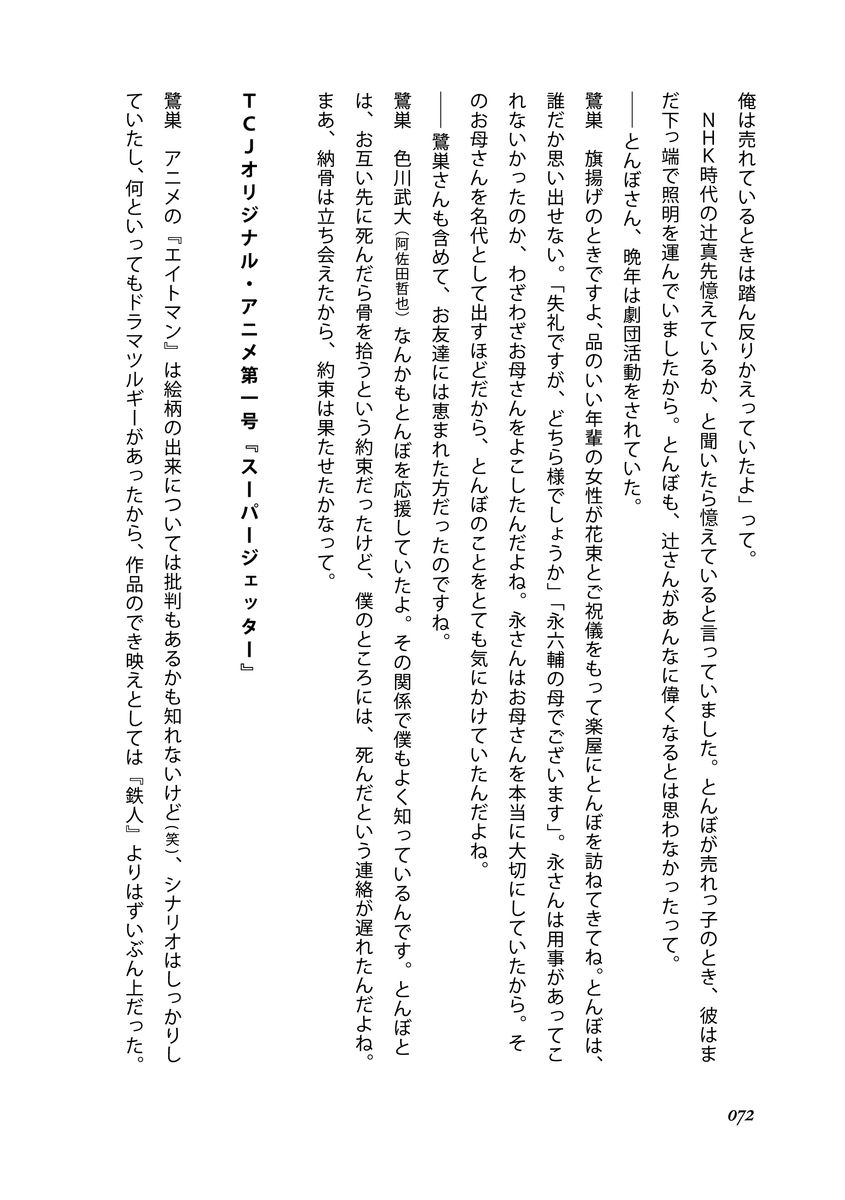 俺は売れているときは踏ん反りかえっていたよ」って。
　NHK時代の辻真先憶えているか、と聞いたら憶えていると言っていました。とんぼが売れっ子のとき、彼はま
だ下っ端で照明を運んでいましたから。とんぼも、辻さんがあんなに偉くなるとは思わなかったって。
――とんぼさん、晩年は劇団活動をされていた。
鷺巣　旗揚げのときですよ、品のいい年輩の女性が花束とご祝儀をもって楽屋にとんぼを訪ねてきてね。とんぼは、
誰だか思い出せない。「失礼ですが、どちら様でしょうか」「永六輔の母でございます」。永さんは用事があってこ
れないかったのか、わざわざお母さんをよこしたんだよね。永さんはお母さんを本当に大切にしていたから。そ
のお母さんを名代として出すほどだから、とんぼのことをとても気にかけていたんだよね。
――鷺巣さんも含めて、お友達には恵まれた方だったのですね。
鷺巣　色川武大（阿佐田哲也）なんかもとんぼを応援していたよ。その関係で僕もよく知っているんです。とんぼと
は、お互い先に死んだら骨を拾うという約束だったけど、僕のところには、死んだという連絡が遅れたんだよね。
まあ、納骨は立ち会えたから、約束は果たせたかなって。
TCJオリジナル・アニメ第一号『スーパージェッター』
鷺巣　アニメの『エイトマン』は絵柄の出来については批判もあるかも知れないけど（笑）、シナリオはしっかりし
ていたし、何といってもドラマツルギーがあったから、作品のでき映えとしては『鉄人』よりはずいぶん上だった。
072